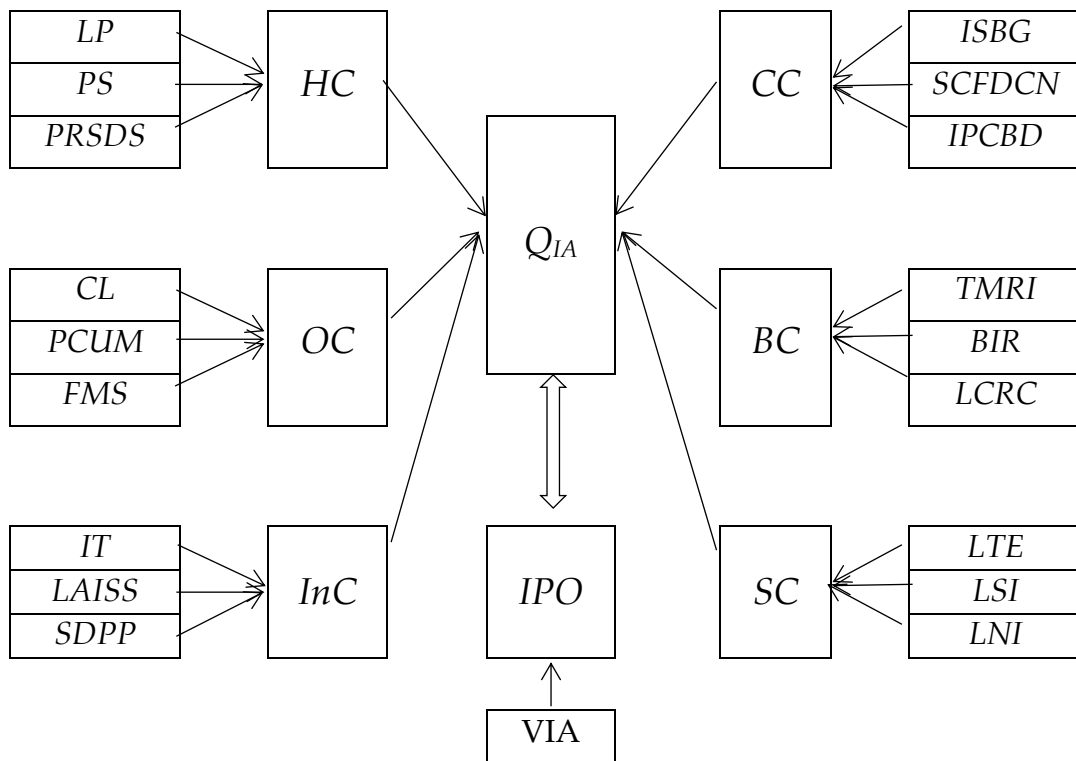 LP
PS
PRSDS
HC
CL
PCUM
FMS
OC
IT
LAISS
SDPP
InC
Q_IA
IPO
VIA
CC
ISBG
SCFDCN
IPCBD
BC
TMRI
BIR
LCRC
SC
LTE
LSI
LNI